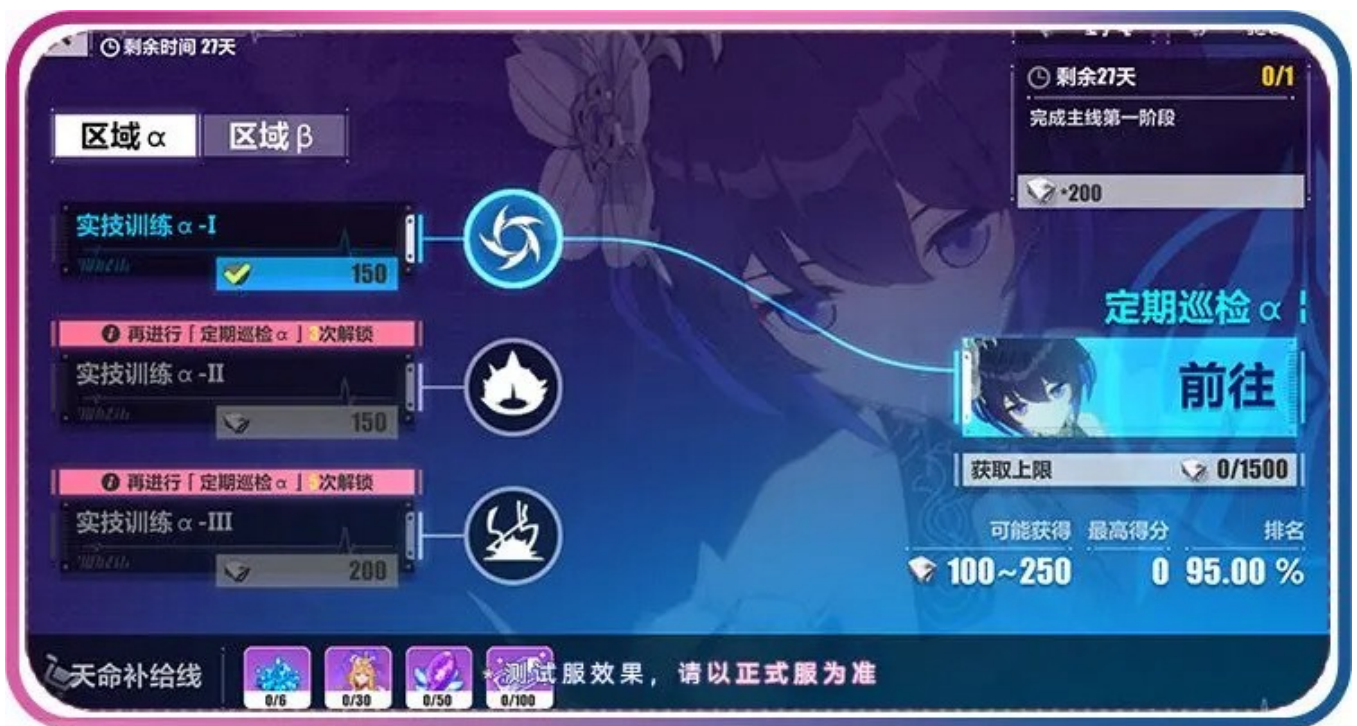 剩余时间 27天
剩余27天
0/1
完成主线第一阶段
*200
区域α
区域β
实技训练α-I
150
再进行「定期巡检α」3次解锁
实技训练α-II
150
再进行「定期巡检α」5次解锁
实技训练α-III
200
定期巡检α
前往
获取上限
0/1500
可能获得
最高得分
排名
100~250
0
95.00 %
天命补给线
0/6
0/30
0/50
0/100
*测试服效果，请以正式服为准